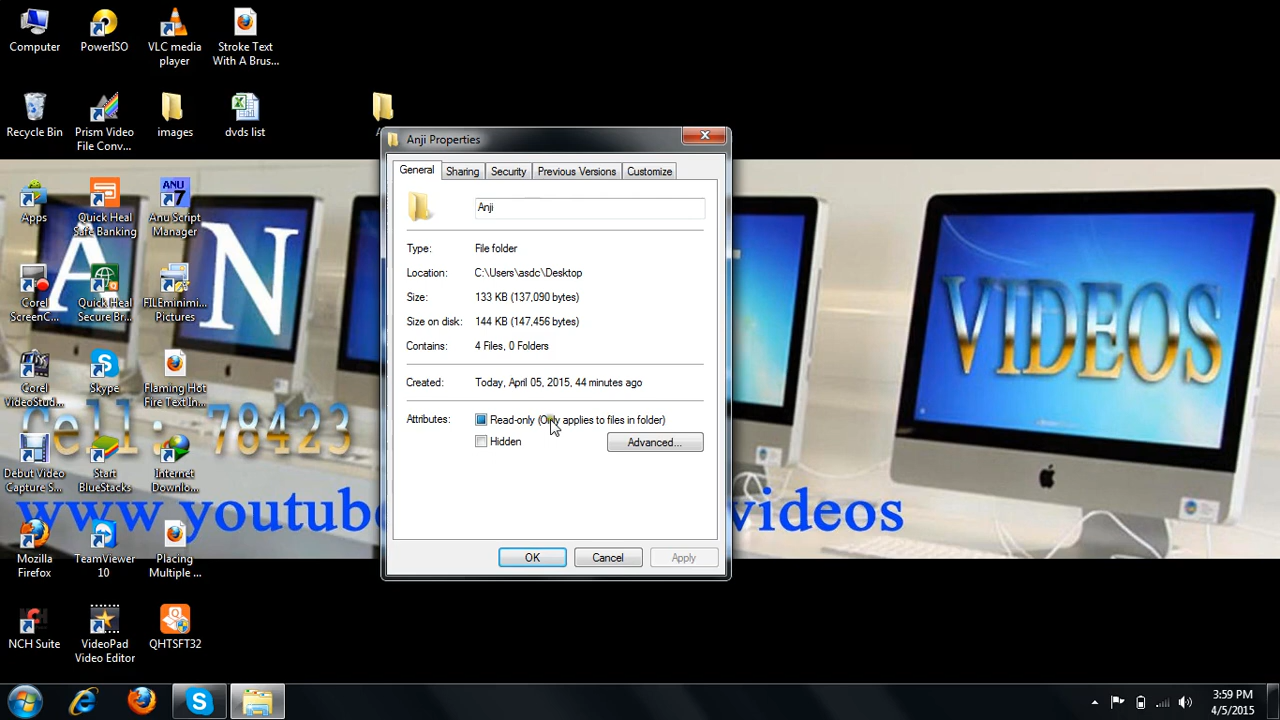 Computer
PowerISO
VLC media
player
Stroke Text
With A Brus...
Recycle Bin
Prism Video
File Conv...
images
dvds list
Apps
Quick Heal
Safe Banking
ANU
7
Anu Script
Manager
Corel
ScreenC...
Quick Heal
Secure Br...
FILEminimi...
Pictures
Corel
VideoStud...
Skype
Flaming Hot
Fire Text In...
Debut Video
Capture S...
Start
BlueStacks
Internet
Downlo...
Mozilla
Firefox
TeamViewer
10
Placing
Multiple ...
NCH Suite
VideoPad
Video Editor
QHTSFT32
A N
VIDEOS
Cell: 78423
www.youtube
videos
Anji Properties
General
Sharing
Security
Previous Versions
Customize
Anji
Type: File folder
Location: C:\Users\asdc\Desktop
Size: 133 KB (137,090 bytes)
Size on disk: 144 KB (147,456 bytes)
Contains: 4 Files, 0 Folders
Created: Today, April 05, 2015, 44 minutes ago
Attributes: Read-only (Only applies to files in folder)
Hidden
Advanced...
OK
Cancel
Apply
3:59 PM
4/5/2015